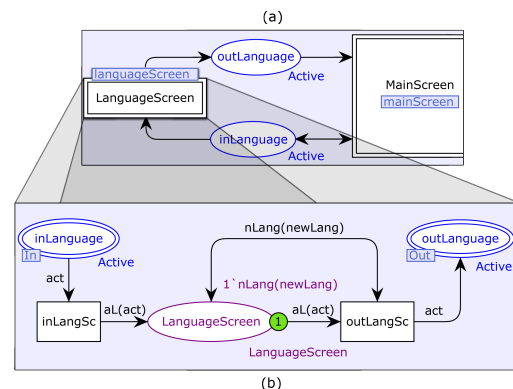 (a)
outLanguage
languageScreen
Active
LanguageScreen
MainScreen
mainScreen
inLanguage
Active
nLang(newLang)
inLanguage
outLanguage
In
Out
Active
Active
act
1`nLang(newLang)
inLangSc
aL(act)
LanguageScreen
1
aL(act)
outLangSc
act
LanguageScreen
(b)